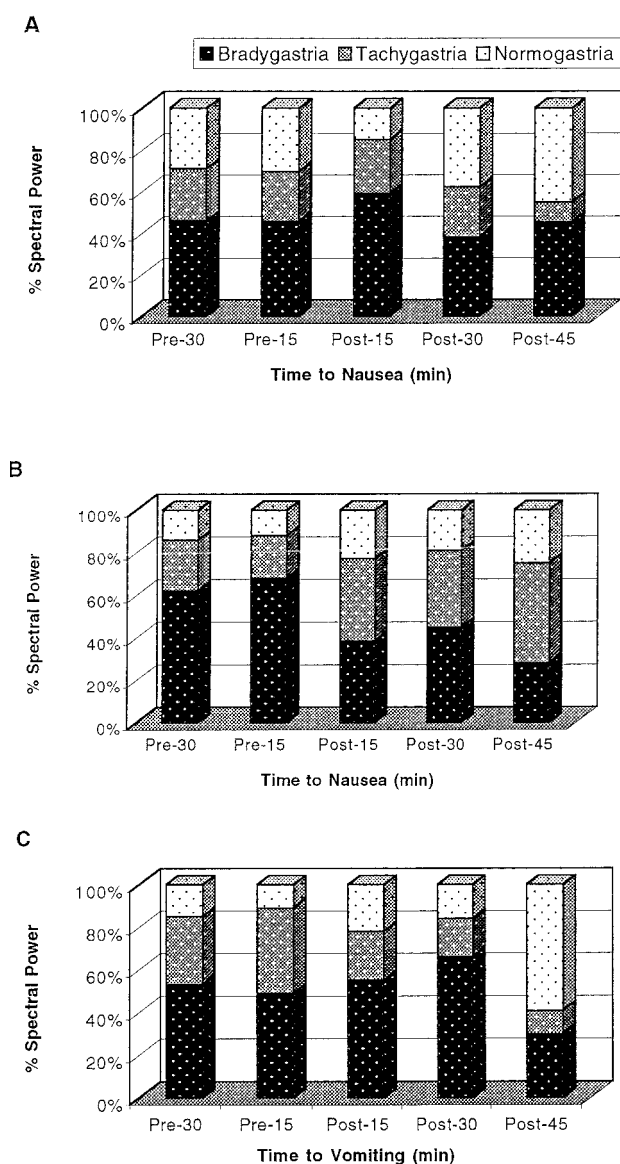 A
Bradygastria Tachygastria Normogastria
100%
80%
60%
40%
20%
0%
% Spectral Power
Pre-30 Pre-15 Post-15 Post-30 Post-45
Time to Nausea (min)
B
100%
80%
60%
40%
20%
0%
% Spectral Power
Pre-30 Pre-15 Post-15 Post-30 Post-45
Time to Nausea (min)
C
100%
80%
60%
40%
20%
0%
% Spectral Power
Pre-30 Pre-15 Post-15 Post-30 Post-45
Time to Vomiting (min)